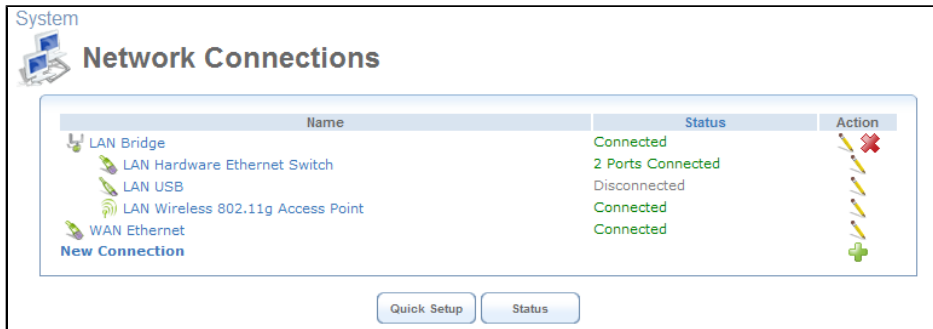 System
Network Connections
Name Status Action
LAN Bridge Connected
LAN Hardware Ethernet Switch 2 Ports Connected
LAN USB Disconnected
LAN Wireless 802.11g Access Point Connected
WAN Ethernet Connected
New Connection
Quick Setup Status